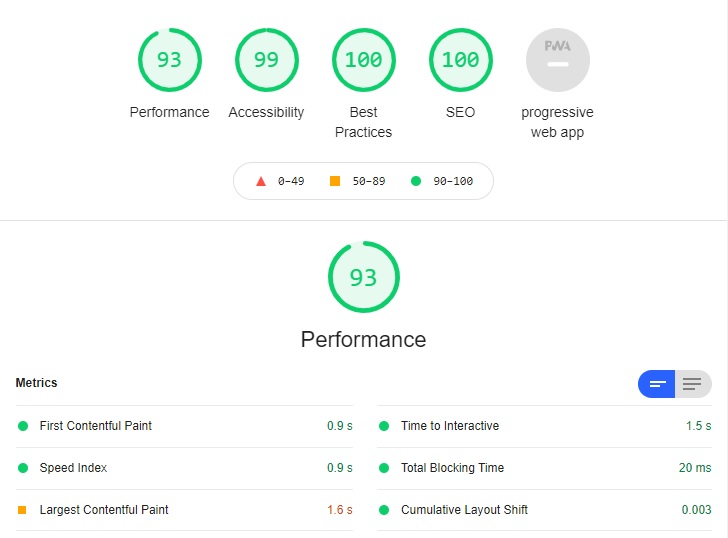 93
99
100
100
PWA
Performance
Accessibility
Best
Practices
SEO
progressive
web app
0–49
50–89
90–100
93
Performance
Metrics
First Contentful Paint 0.9 s
Time to Interactive 1.5 s
Speed Index 0.9 s
Total Blocking Time 20 ms
Largest Contentful Paint 1.6 s
Cumulative Layout Shift 0.003